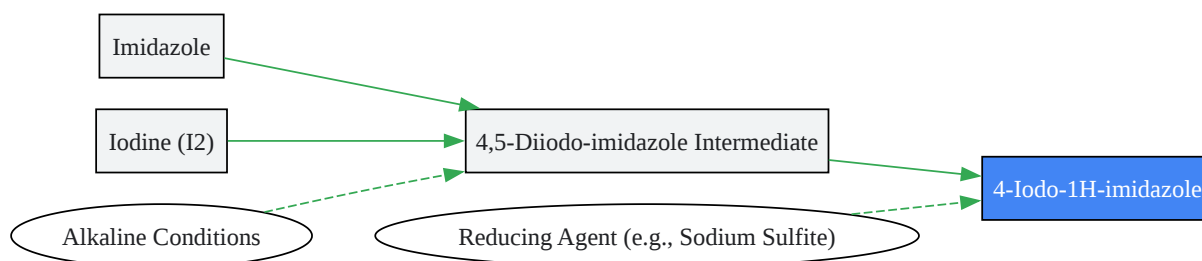 Imidazole
Iodine (I2)
4,5-Diiodo-imidazole Intermediate
4-Iodo-1H-imidazole
Alkaline Conditions
Reducing Agent (e.g., Sodium Sulfite)